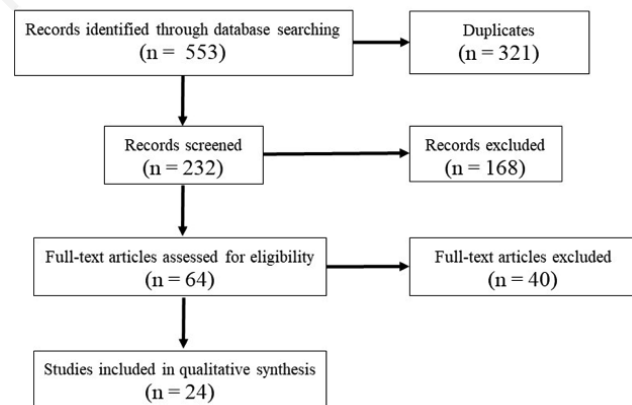 Records identified through database searching
(n = 553)
Duplicates
(n = 321)
Records screened
(n = 232)
Records excluded
(n = 168)
Full-text articles assessed for eligibility
(n = 64)
Full-text articles excluded
(n = 40)
Studies included in qualitative synthesis
(n = 24)